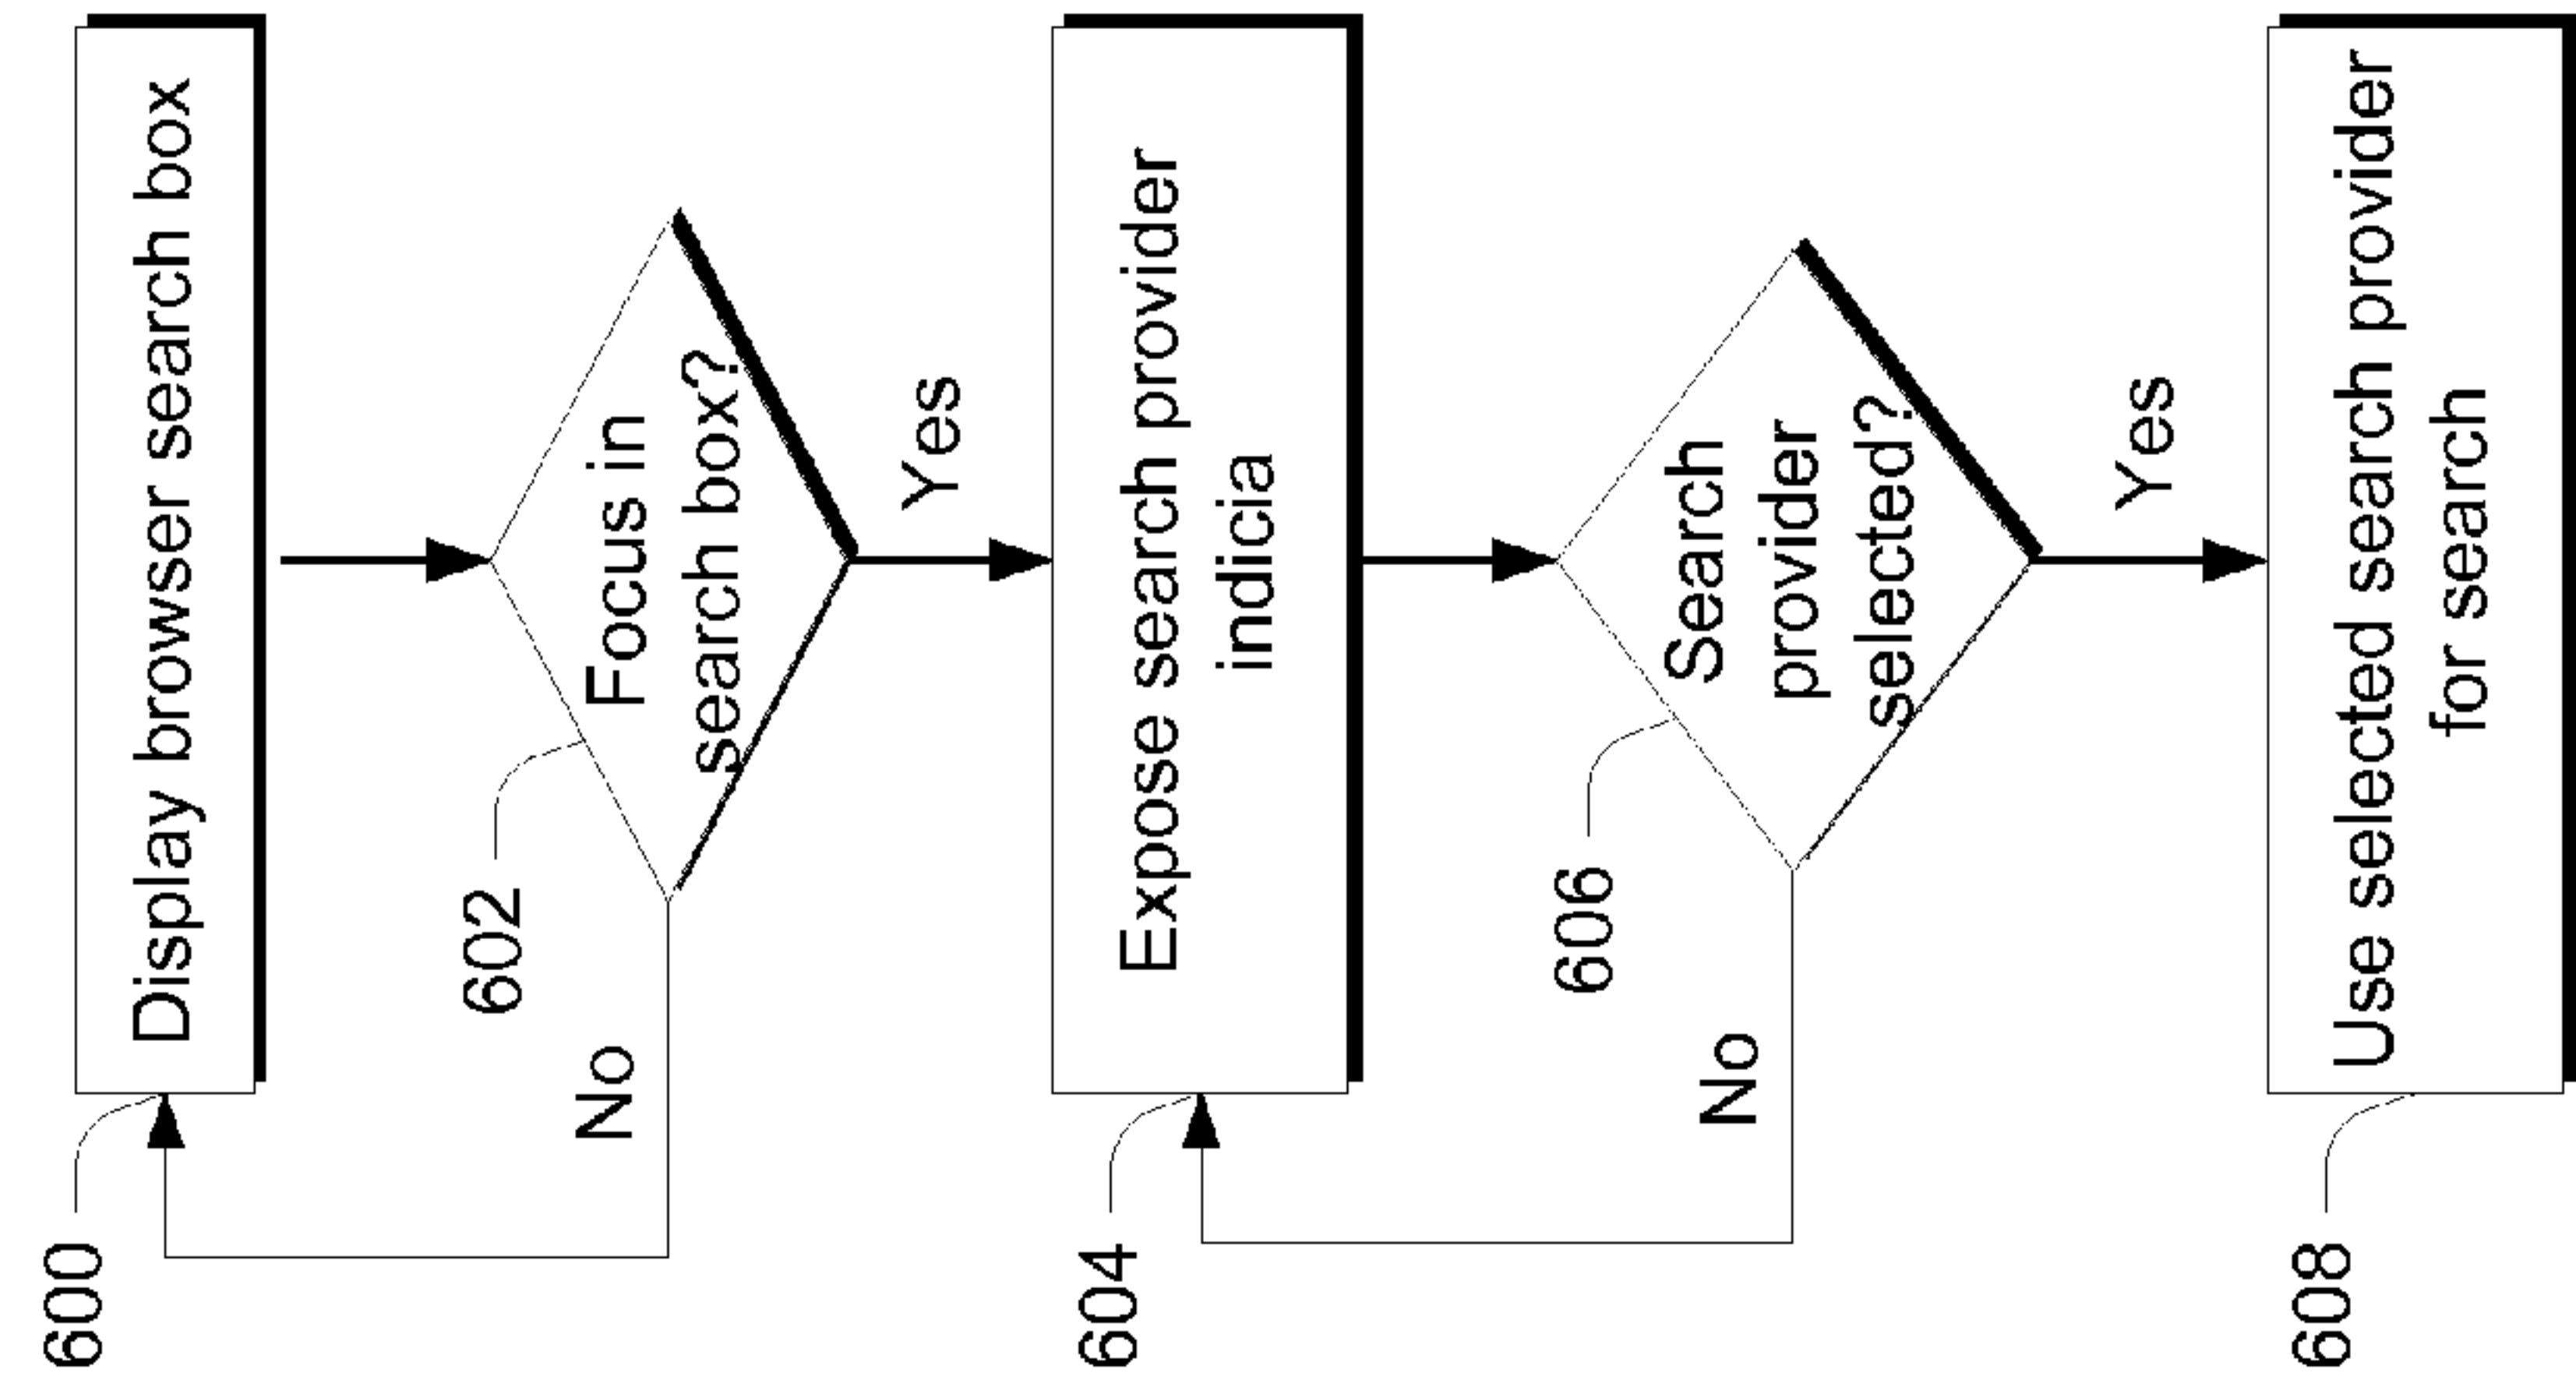 600
Display browser search box
602
Focus in
search box?
No
Yes
604
Expose search provider
indicia
606
Search
provider
selected?
No
Yes
608
Use selected search provider
for search